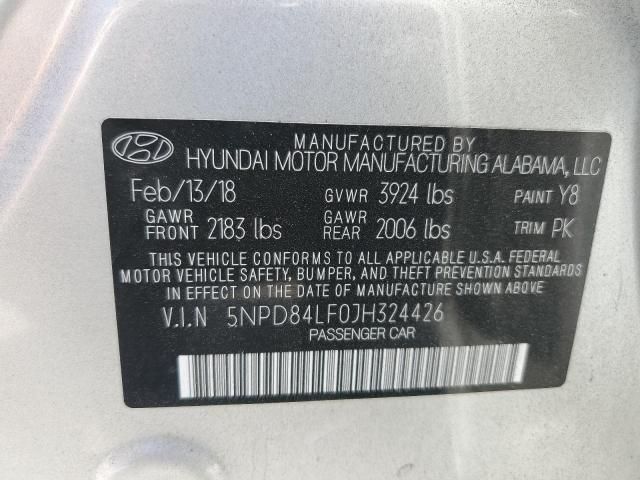 MANUFACTURED BY
HYUNDAI MOTOR MANUFACTURING ALABAMA, LLC
Feb/13/18 GVWR 3924 lbs PAINT Y8
GAWR FRONT 2183 lbs GAWR REAR 2006 lbs TRIM PK
THIS VEHICLE CONFORMS TO ALL APPLICABLE U.S.A. FEDERAL
MOTOR VEHICLE SAFETY, BUMPER, AND THEFT PREVENTION STANDARDS
IN EFFECT ON THE DATE OF MANUFACTURE SHOWN ABOVE
V.I.N 5NPD84LF0JH324426
PASSENGER CAR